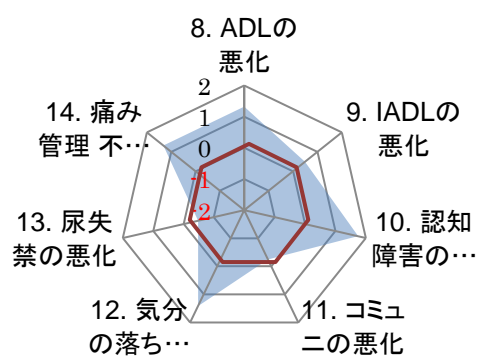 8. ADLの
悪化
2
1
0
-1
-2
9. IADLの
悪化
10. 認知
障害の…
11. コミュ
ニの悪化
12. 気分
の落ち…
13. 尿失
禁の悪化
14. 痛み
管理 不…